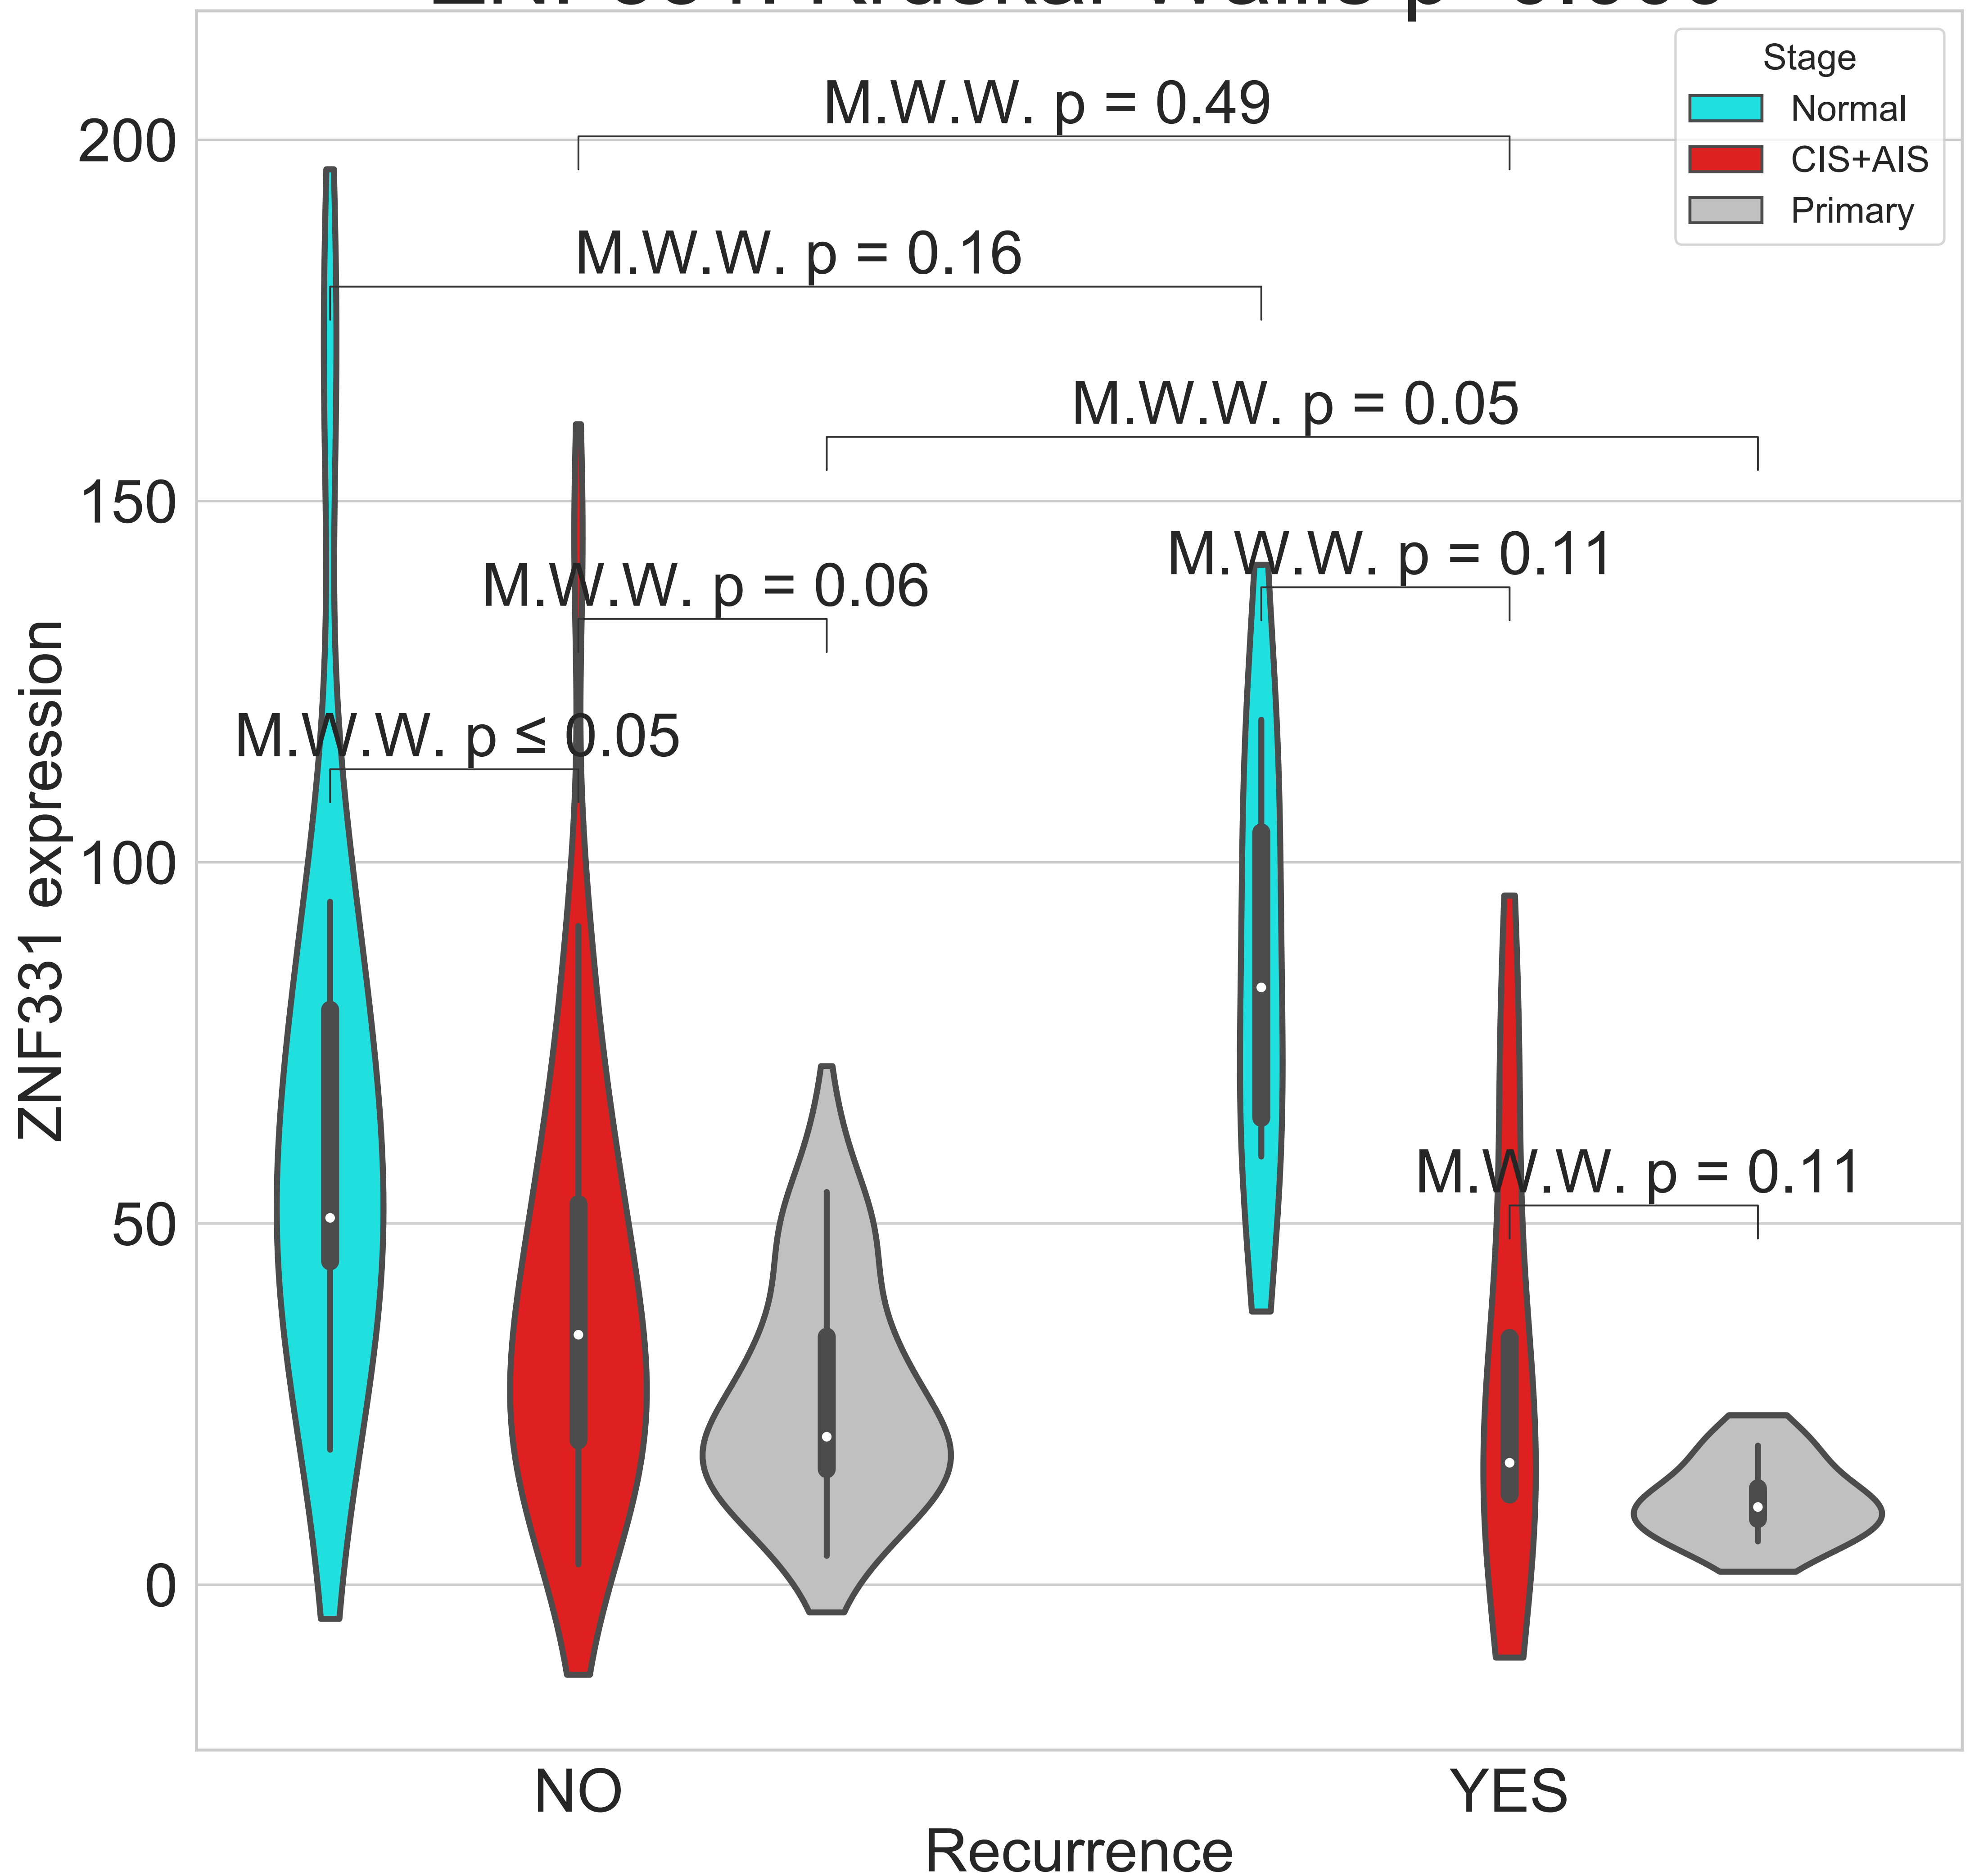 Stage
Normal
CIS+AIS
Primary
M.W.W. p = 0.49
M.W.W. p = 0.16
M.W.W. p = 0.05
M.W.W. p = 0.11
M.W.W. p = 0.06
M.W.W. p ≤ 0.05
M.W.W. p = 0.11
200
150
100
50
0
ZNF331 expression
NO
YES
Recurrence